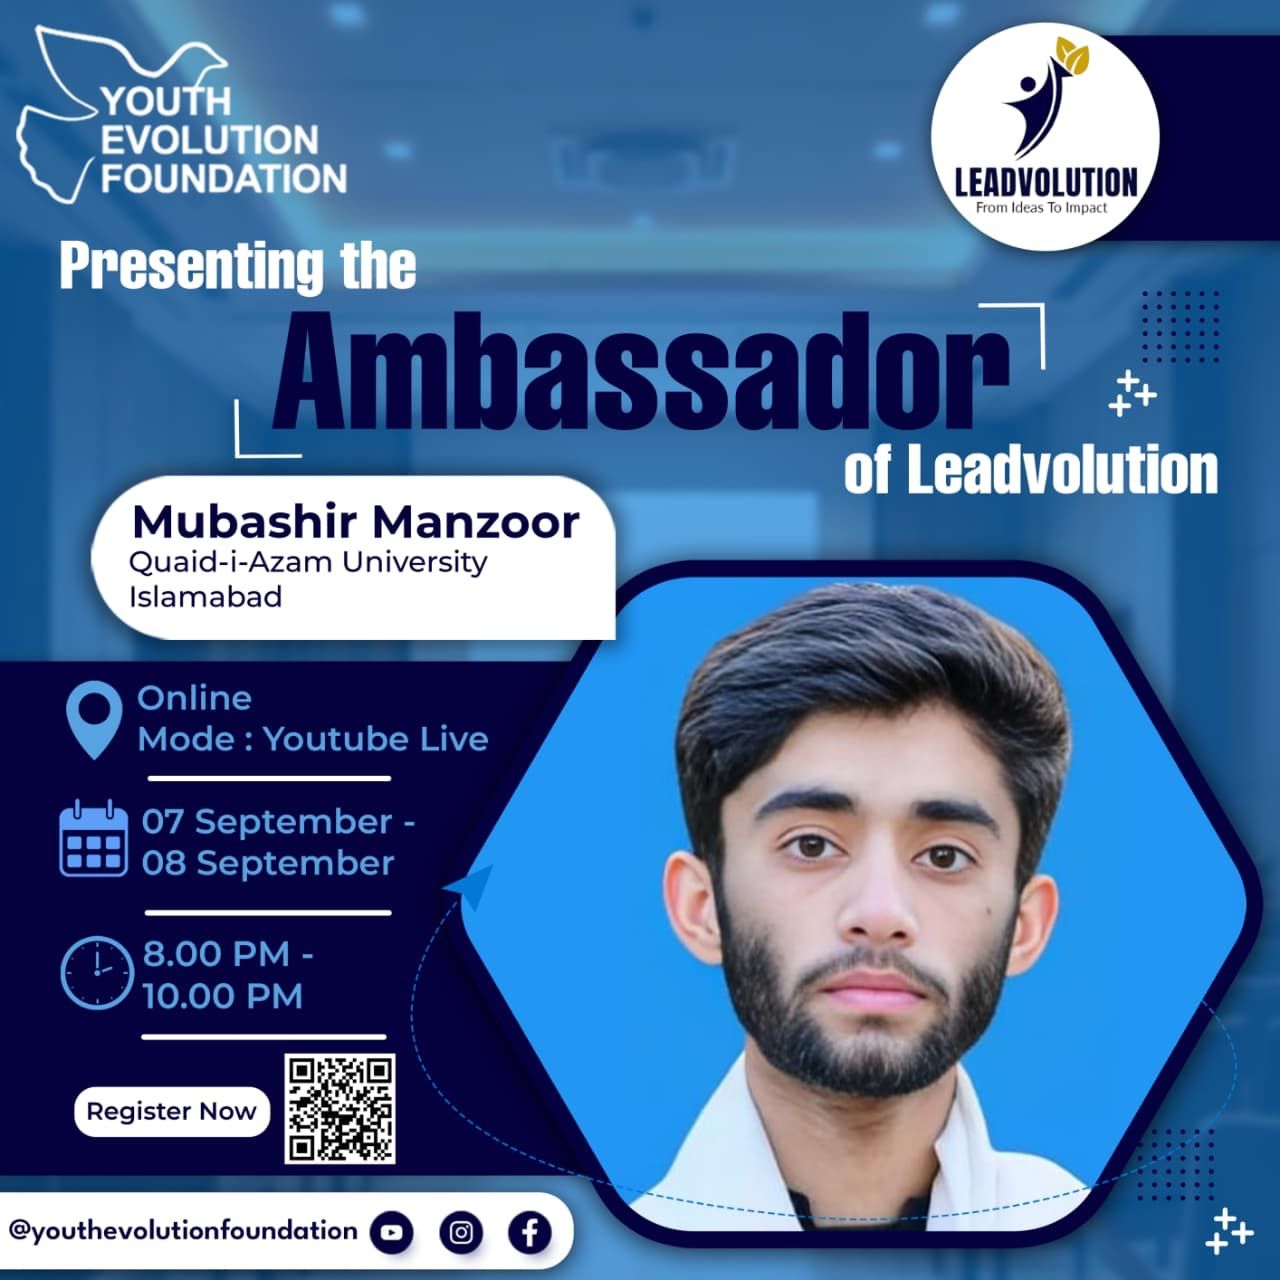 YOUTH
EVOLUTION
FOUNDATION
LEADVOLUTION
From Ideas To Impact
Presenting the
Ambassador
of Leadvolution
Mubashir Manzoor
Quaid-i-Azam University
Islamabad
Online
Mode : Youtube Live
07 September -
08 September
8.00 PM -
10.00 PM
Register Now
@youthevolutionfoundation